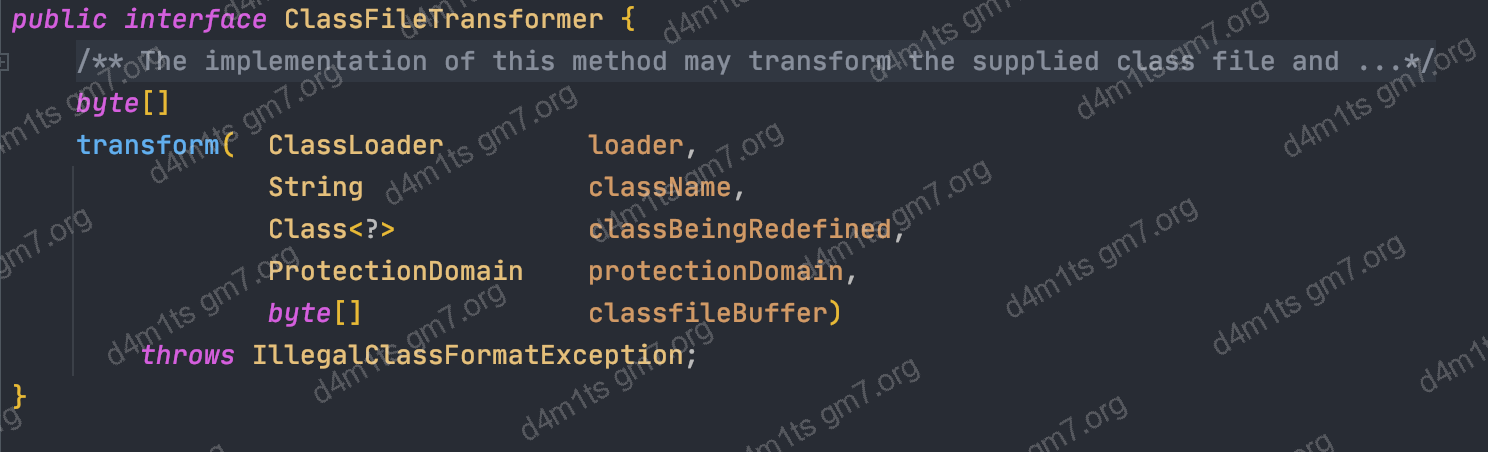 public interface ClassFileTransformer {
/** The implementation of this method may transform the supplied class file and ...*/
byte[]
transform(  ClassLoader         loader,
            String              className,
            Class<?>            classBeingRedefined,
            ProtectionDomain    protectionDomain,
            byte[]              classfileBuffer)
    throws IllegalClassFormatException;
}
d4m1ts gm7.org